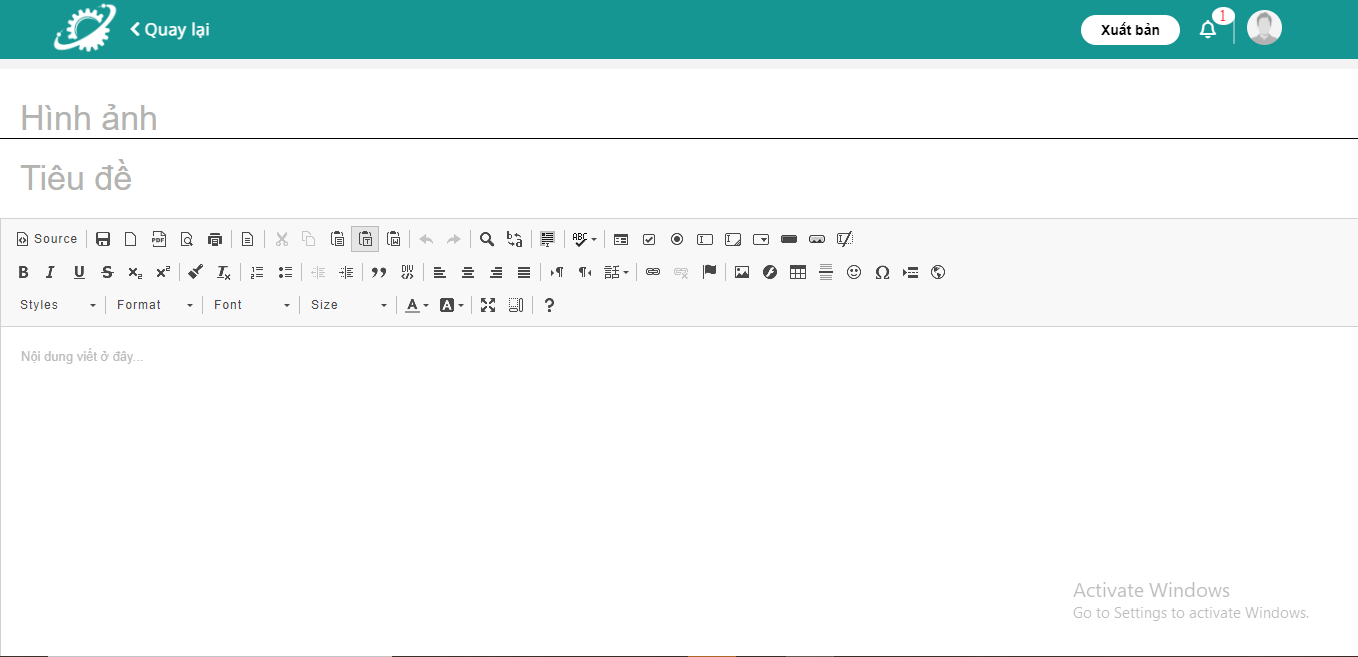 Quay lại
Xuất bản
1
Hình ảnh
Tiêu đề
Source
Styles Format Font Size
Nội dung viết ở đây...
Activate Windows
Go to Settings to activate Windows.